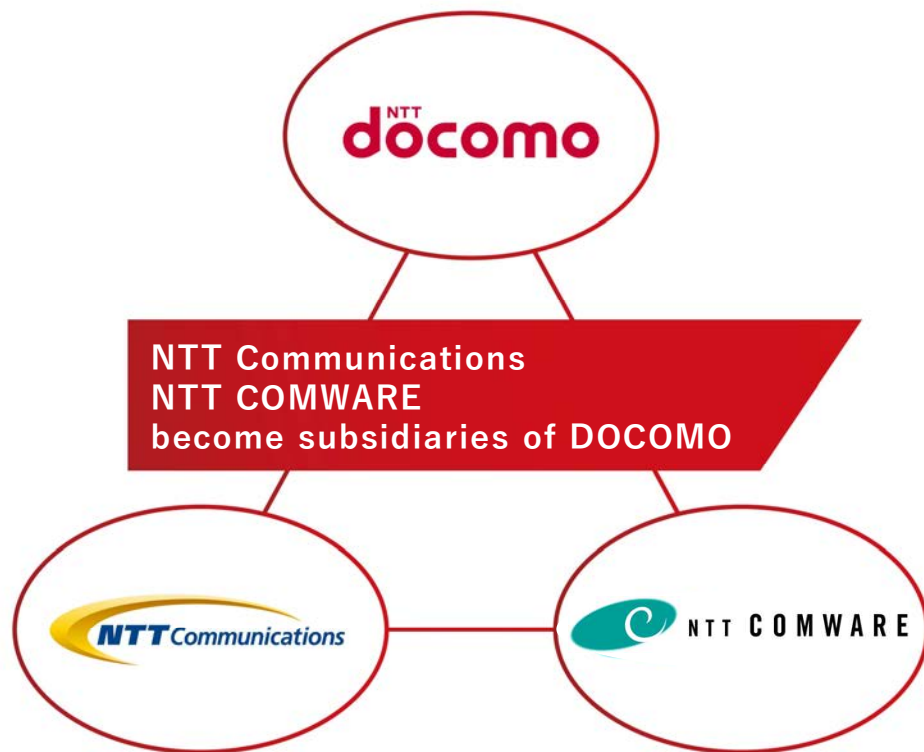 NTT
docomo
NTT Communications
NTT COMWARE
become subsidiaries of DOCOMO
NTT Communications
NTT COMWARE